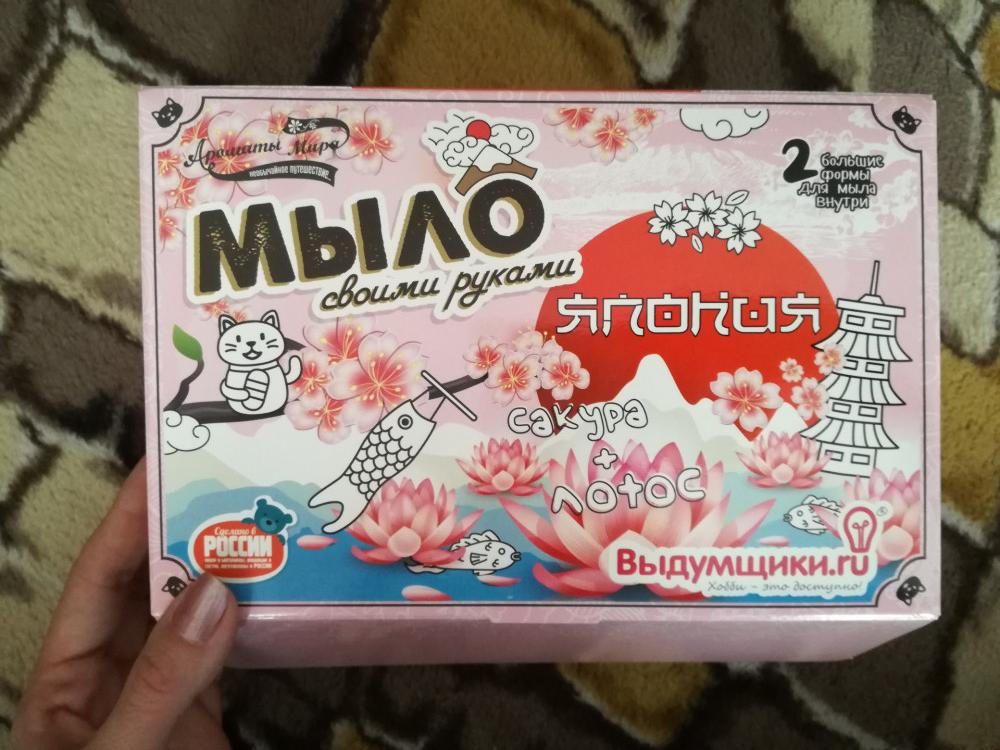 Ароматы Мира
необычайное путешествие
МЫЛО
своими руками
2 большие
формы
для мыла
внутри
ЯПОНИЯ
сакура
+
лотос
Сделано в
РОССИИ
Выдумщики.ru
Хобби - это доступно!